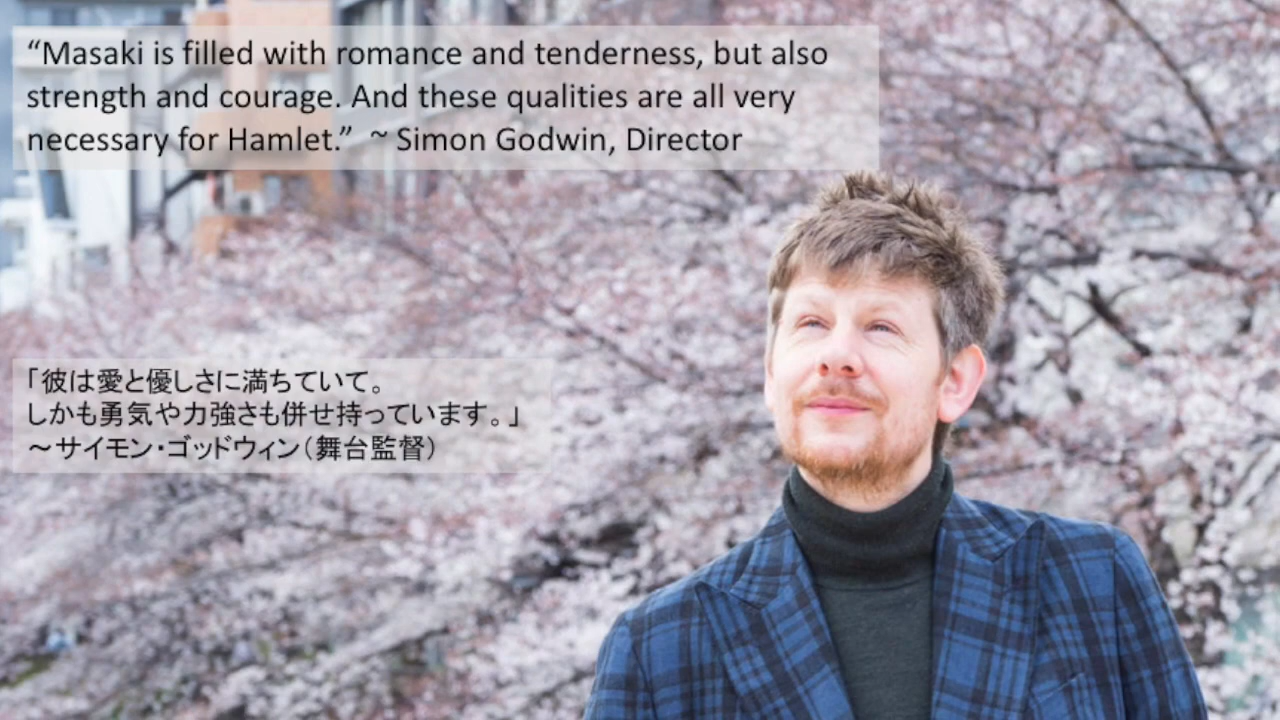 “Masaki is filled with romance and tenderness, but also
strength and courage. And these qualities are all very
necessary for Hamlet.” ~ Simon Godwin, Director
「彼は愛と優しさに満ちていて。
しかも勇気や力強さも併せ持っています。」
～サイモン・ゴッドウィン（舞台監督）